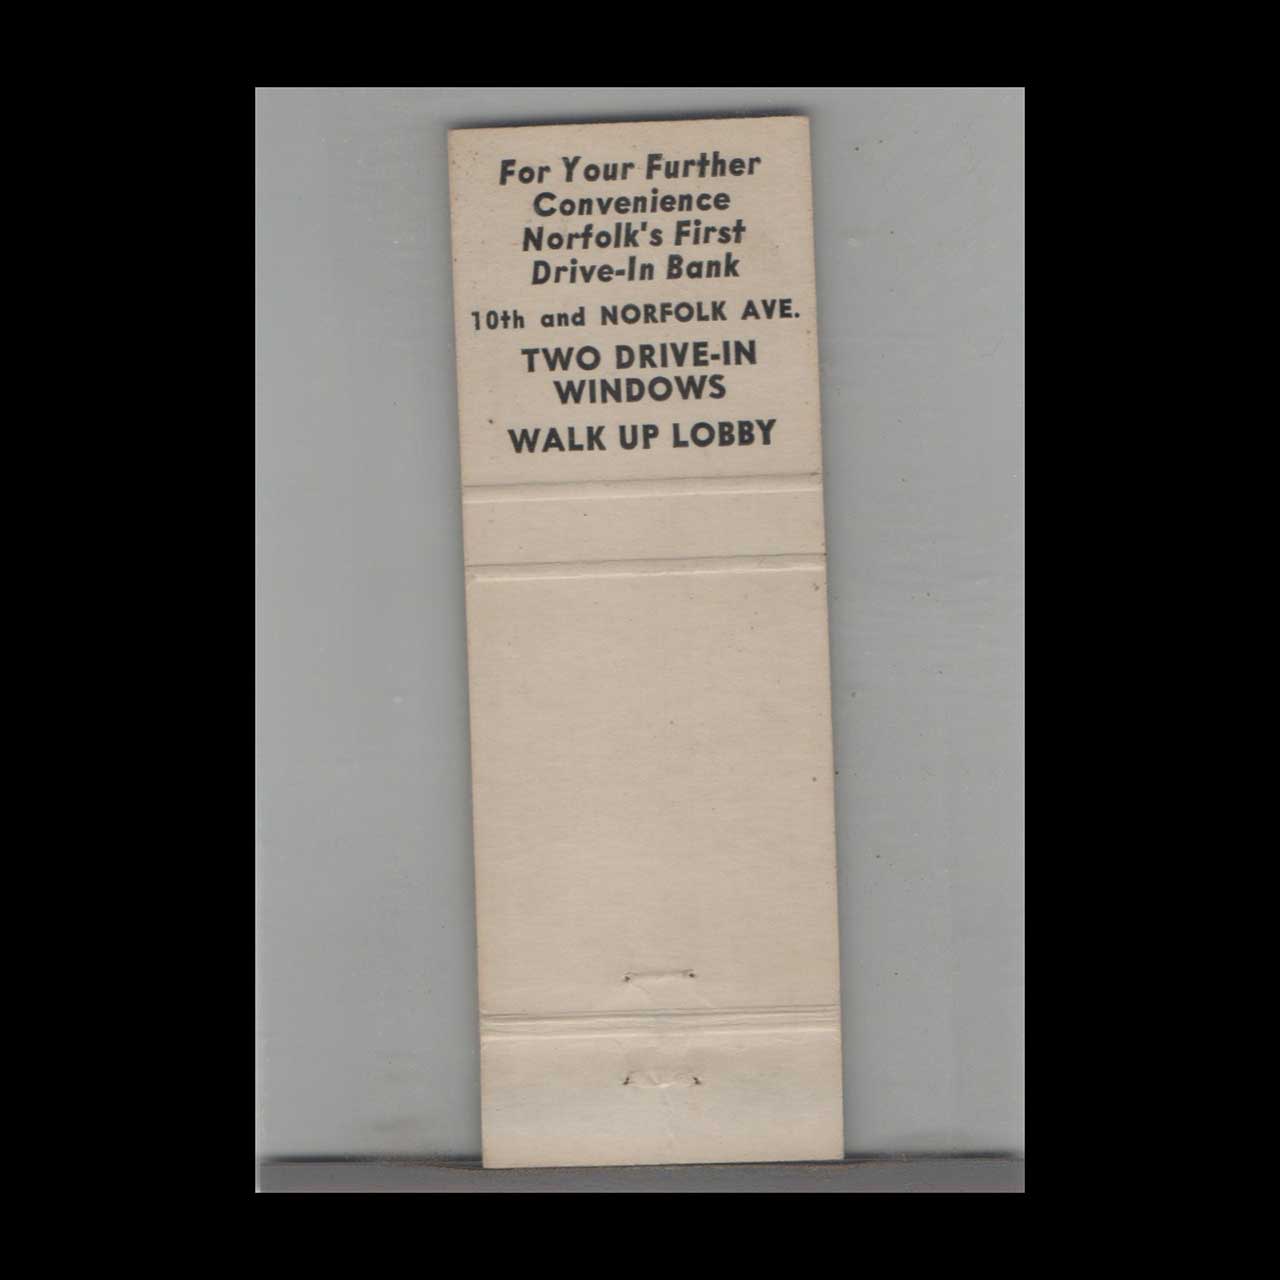 For Your Further
Convenience
Norfolk's First
Drive-In Bank
10th and NORFOLK AVE.
TWO DRIVE-IN
WINDOWS
WALK UP LOBBY